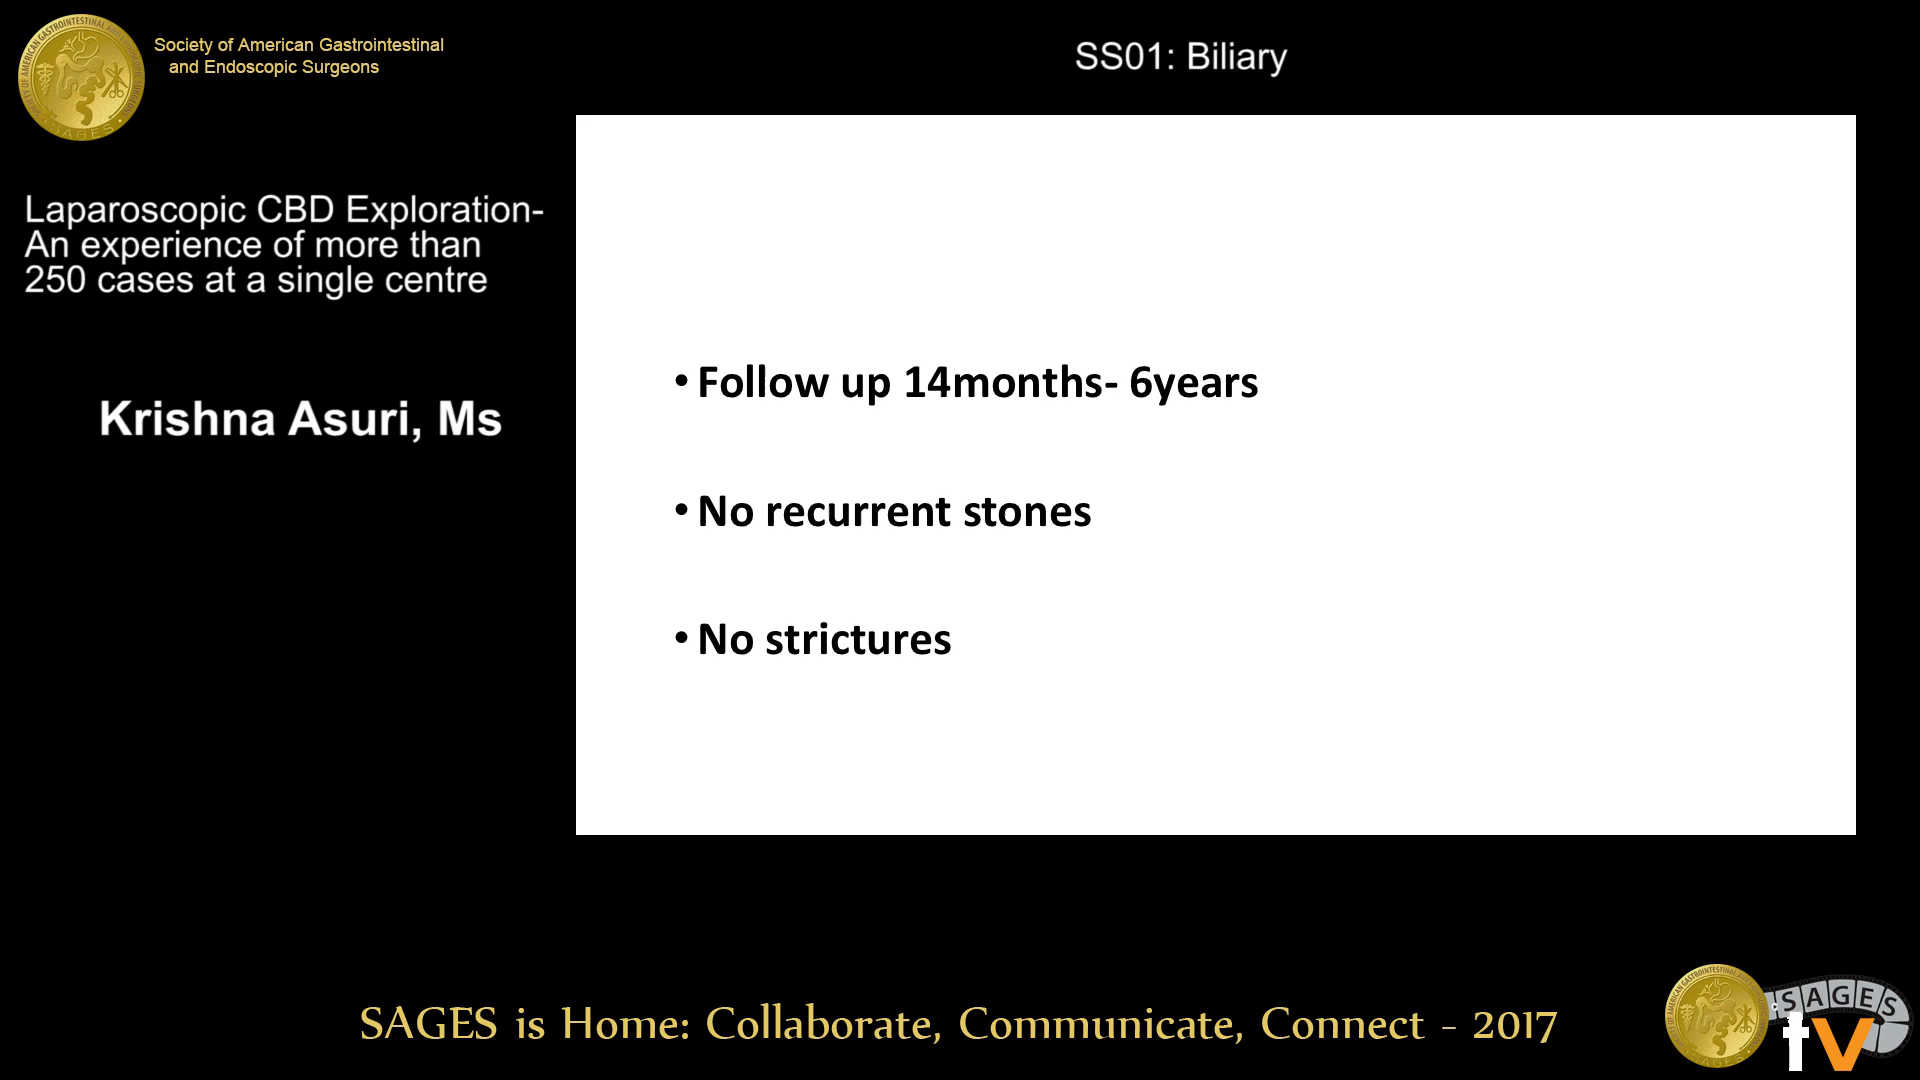 Society of American Gastrointestinal
and Endoscopic Surgeons
SS01: Biliary
Laparoscopic CBD Exploration-
An experience of more than
250 cases at a single centre
Krishna Asuri, Ms
• Follow up 14months- 6years
• No recurrent stones
• No strictures
SAGES is Home: Collaborate, Communicate, Connect - 2017
SAGES
tv
SAGES